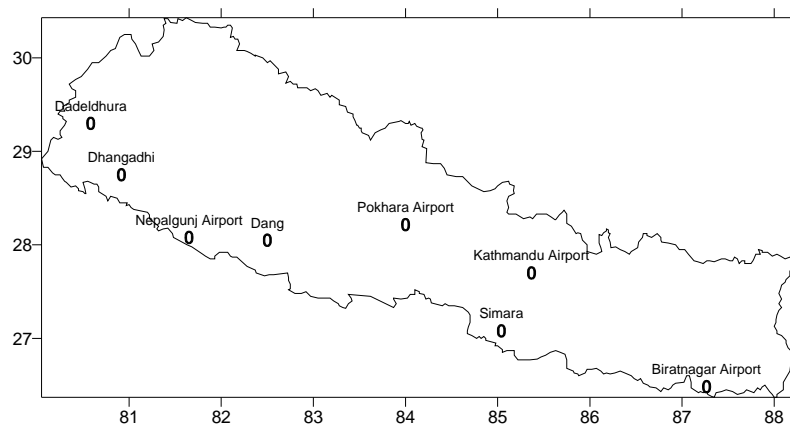 30
Dadeldhura
0
29
Dhangadhi
0
Pokhara Airport
0
Nepalgunj Airport
0
Dang
0
28
Kathmandu Airport
0
Simara
0
27
Biratnagar Airport
0
81 82 83 84 85 86 87 88